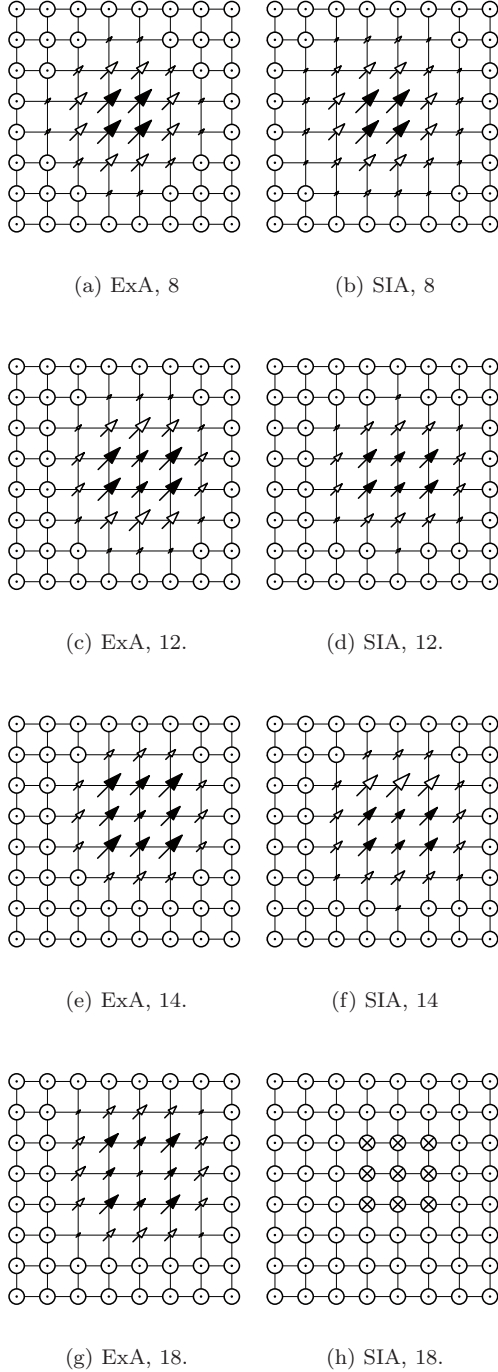 (a) ExA, 8
(b) SIA, 8
(c) ExA, 12.
(d) SIA, 12.
(e) ExA, 14.
(f) SIA, 14
(g) ExA, 18.
(h) SIA, 18.